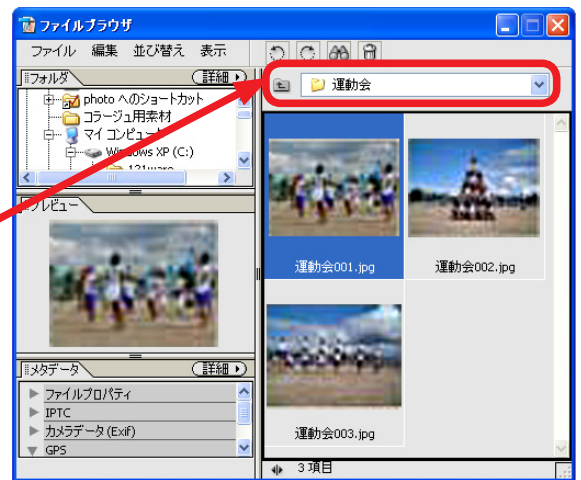 ファイルブラウザ
ファイル 編集 並び替え 表示
フォルダ
詳細
photo へのショートカット
コラージュ用素材
マイ コンピュータ
Windows XP (C:)
121ware
プレビュー
メタデータ
詳細
ファイルプロパティ
IPTC
カメラデータ (Exif)
GPS
運動会
運動会001.jpg
運動会002.jpg
運動会003.jpg
3 項目